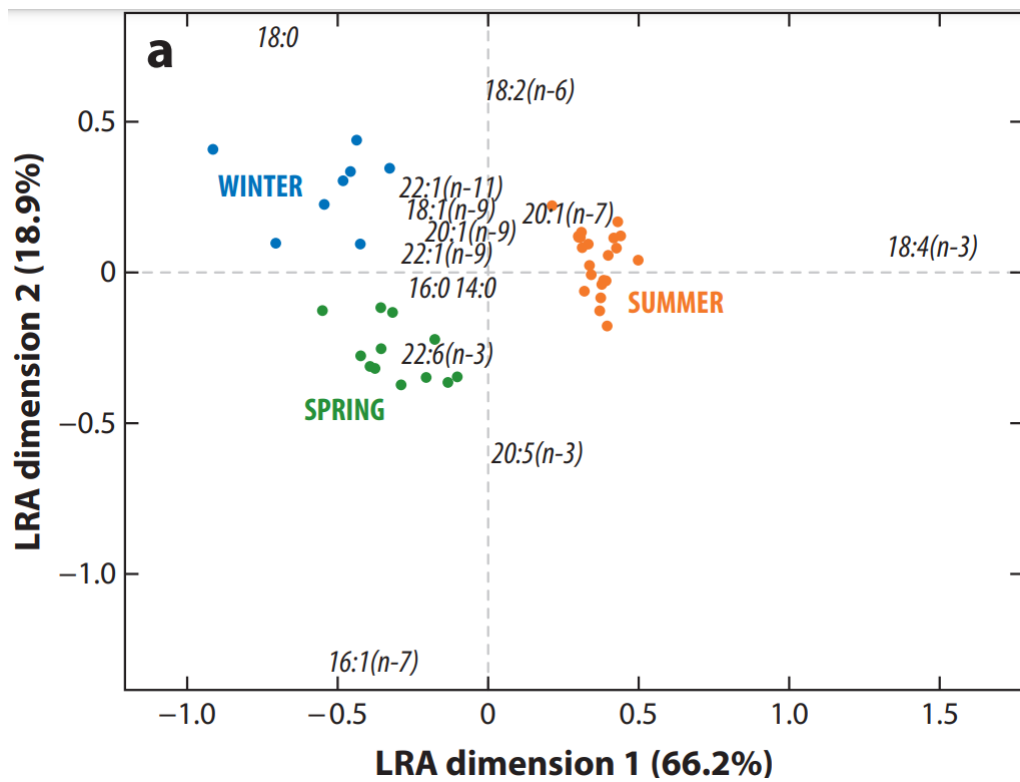 a
18:0
18:2(n-6)
0.5
WINTER
22:1(n-11)
18:1(n-9)
20:1(n-7)
20:1(n-9)
22:1(n-9)
18:4(n-3)
0
16:0 14:0
SUMMER
22:6(n-3)
SPRING
−0.5
20:5(n-3)
−1.0
16:1(n-7)
LRA dimension 2 (18.9%)
−1.0 −0.5 0 0.5 1.0 1.5
LRA dimension 1 (66.2%)